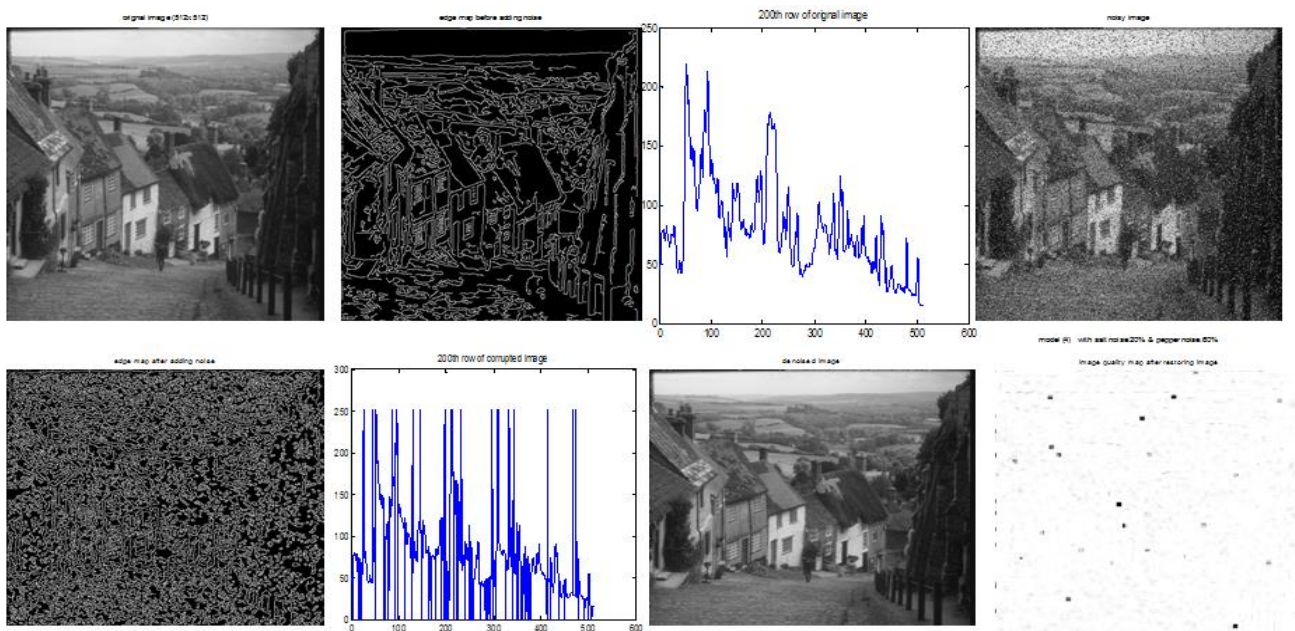 orignal image (512x512)
edge map before adding noise
200th row of orignal image
noisy image
250
200
150
100
50
0
0 100 200 300 400 500 600
model (4) with salt noise:20% & pepper noise:60%
edge map after adding noise
200th row of corrupted image
denoised image
image quality map after restoring image
300
250
200
150
100
50
0
0 100 200 300 400 500 600